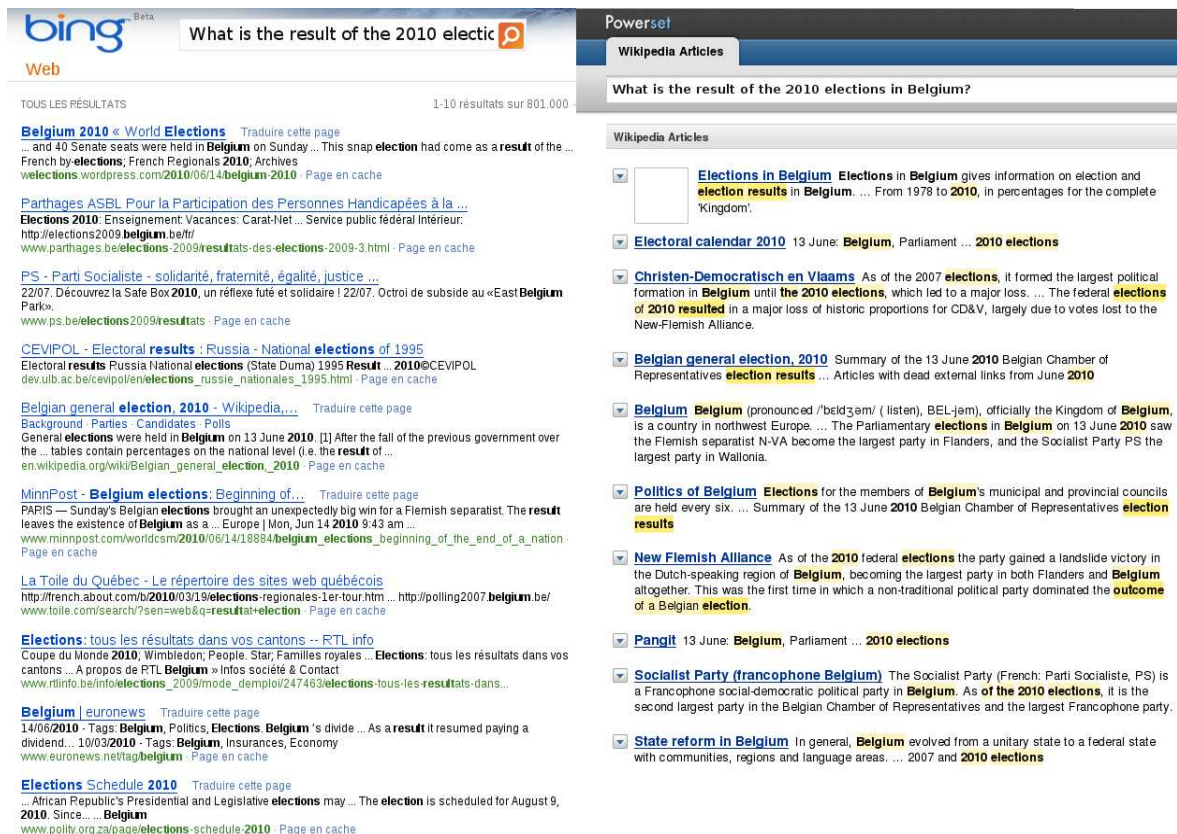 bing Beta
What is the result of the 2010 electic
Web
TOUS LES RÉSULTATS 1-10 résultats sur 801.000 ·
Belgium 2010 « World Elections Traduire cette page
... and 40 Senate seats were held in Belgium on Sunday ... This snap election had come as a result of the ...
French by-elections; French Regionals 2010; Archives
welections.wordpress.com/2010/06/14/belgium-2010 · Page en cache
Parthages ASBL Pour la Participation des Personnes Handicapées à la ...
Elections 2010: Enseignement: Vacances: Carat-Net ... Service public fédéral Intérieur:
http://elections2009.belgium.be/fr/
www.parthages.be/elections-2009/resultats-des-elections-2009-3.html · Page en cache
PS - Parti Socialiste - solidarité, fraternité, égalité, justice ...
22/07. Découvrez la Safe Box 2010, un réflexe futé et solidaire ! 22/07. Octroi de subside au «East Belgium
Park».
www.ps.be/elections2009/resultats · Page en cache
CEVIPOL - Electoral results : Russia - National elections of 1995
Electoral results Russia National elections (State Duma) 1995 Result ... 2010©CEVIPOL
dev.ulb.ac.be/cevipol/en/elections_russie_nationales_1995.html · Page en cache
Belgian general election, 2010 - Wikipedia,... Traduire cette page
Background · Parties · Candidates · Polls
General elections were held in Belgium on 13 June 2010. [1] After the fall of the previous government over
the ... tables contain percentages on the national level (i.e. the result of ...
en.wikipedia.org/wiki/Belgian_general_election,_2010 · Page en cache
MinnPost - Belgium elections: Beginning of... Traduire cette page
PARIS — Sunday's Belgian elections brought an unexpectedly big win for a Flemish separatist. The result
leaves the existence of Belgium as a ... Europe | Mon, Jun 14 2010 9:43 am ...
www.minnpost.com/worldcsm/2010/06/14/18884/belgium_elections_beginning_of_the_end_of_a_nation ·
Page en cache
La Toile du Québec - Le répertoire des sites web québécois
http://french.about.com/b/2010/03/19/elections-regionales-1er-tour.htm ... http://polling2007.belgium.be/
www.toile.com/search/?sen=web&q=resultat+election · Page en cache
Elections: tous les résultats dans vos cantons -- RTL info
Coupe du Monde 2010; Wimbledon; People. Star; Familles royales ... Elections: tous les résultats dans vos
cantons ... A propos de RTL Belgium » Infos société & Contact
www.rtlinfo.be/info/elections_2009/mode_demploi/247463/elections-tous-les-resultats-dans...
Belgium | euronews Traduire cette page
14/06/2010 - Tags: Belgium, Politics, Elections. Belgium 's divide ... As a result it resumed paying a
dividend... 10/03/2010 - Tags: Belgium, Insurances, Economy
www.euronews.net/tag/belgium · Page en cache
Elections Schedule 2010 Traduire cette page
... African Republic's Presidential and Legislative elections may ... The election is scheduled for August 9,
2010. Since... ... Belgium
www.polity.org.za/page/elections-schedule-2010 · Page en cache
Powerset
Wikipedia Articles
What is the result of the 2010 elections in Belgium?
Wikipedia Articles
Elections in Belgium Elections in Belgium gives information on election and
election results in Belgium. ... From 1978 to 2010, in percentages for the complete
'Kingdom'.
Electoral calendar 2010 13 June: Belgium, Parliament ... 2010 elections
Christen-Democratisch en Vlaams As of the 2007 elections, it formed the largest political
formation in Belgium until the 2010 elections, which led to a major loss. ... The federal elections
of 2010 resulted in a major loss of historic proportions for CD&V, largely due to votes lost to the
New-Flemish Alliance.
Belgian general election, 2010 Summary of the 13 June 2010 Belgian Chamber of
Representatives election results ... Articles with dead external links from June 2010
Belgium Belgium (pronounced /ˈbɛldʒəm/ ( listen), BEL-jəm), officially the Kingdom of Belgium,
is a country in northwest Europe. ... The Parliamentary elections in Belgium on 13 June 2010 saw
the Flemish separatist N-VA become the largest party in Flanders, and the Socialist Party PS the
largest party in Wallonia.
Politics of Belgium Elections for the members of Belgium's municipal and provincial councils
are held every six. ... Summary of the 13 June 2010 Belgian Chamber of Representatives election
results
New Flemish Alliance As of the 2010 federal elections the party gained a landslide victory in
the Dutch-speaking region of Belgium, becoming the largest party in both Flanders and Belgium
altogether. This was the first time in which a non-traditional political party dominated the outcome
of a Belgian election.
Pangit 13 June: Belgium, Parliament ... 2010 elections
Socialist Party (francophone Belgium) The Socialist Party (French: Parti Socialiste, PS) is
a Francophone social-democratic political party in Belgium. As of the 2010 elections, it is the
second largest party in the Belgian Chamber of Representatives and the largest Francophone party.
State reform in Belgium In general, Belgium evolved from a unitary state to a federal state
with communities, regions and language areas. ... 2007 and 2010 elections